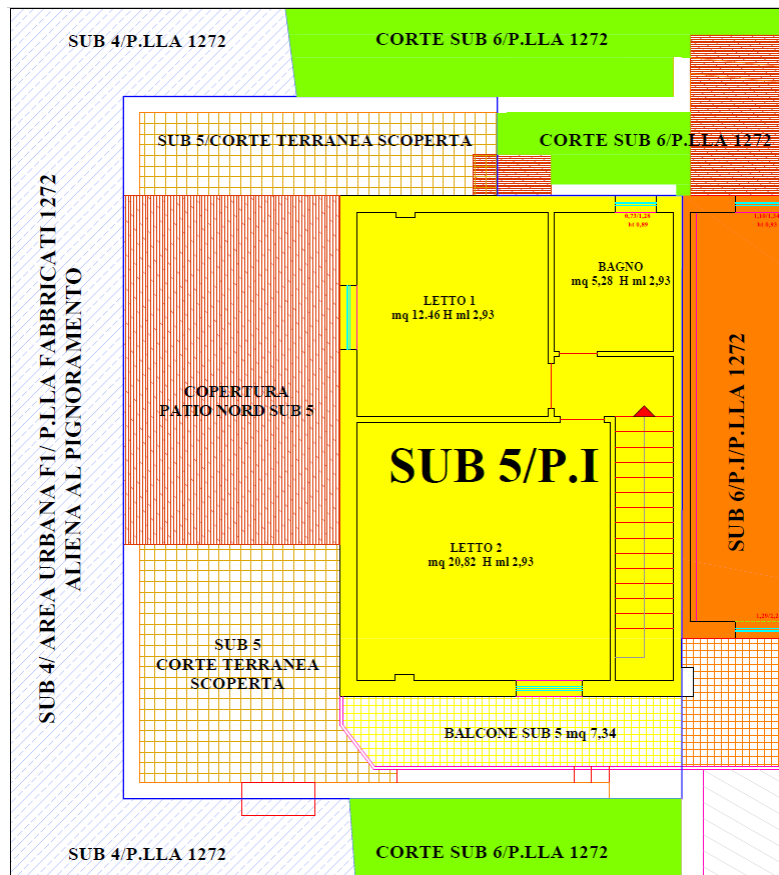 SUB 4/P.LLA 1272
CORTE SUB 6/P.LLA 1272
SUB 5/CORTE TERRANEA SCOPERTA
CORTE SUB 6/P.LLA 1272
SUB 4/ AREA URBANA F1/ P.LLA FABBRICATI 1272
ALIENA AL PIGNORAMENTO
BAGNO
mq 5,28 H ml 2,93
LETTO 1
mq 12.46 H ml 2,93
COPERTURA
PATIO NORD SUB 5
SUB 5/P.I
SUB 6/P.I/P.LLA 1272
LETTO 2
mq 20,82 H ml 2,93
SUB 5
CORTE TERRANEA
SCOPERTA
BALCONE SUB 5 mq 7,34
SUB 4/P.LLA 1272
CORTE SUB 6/P.LLA 1272